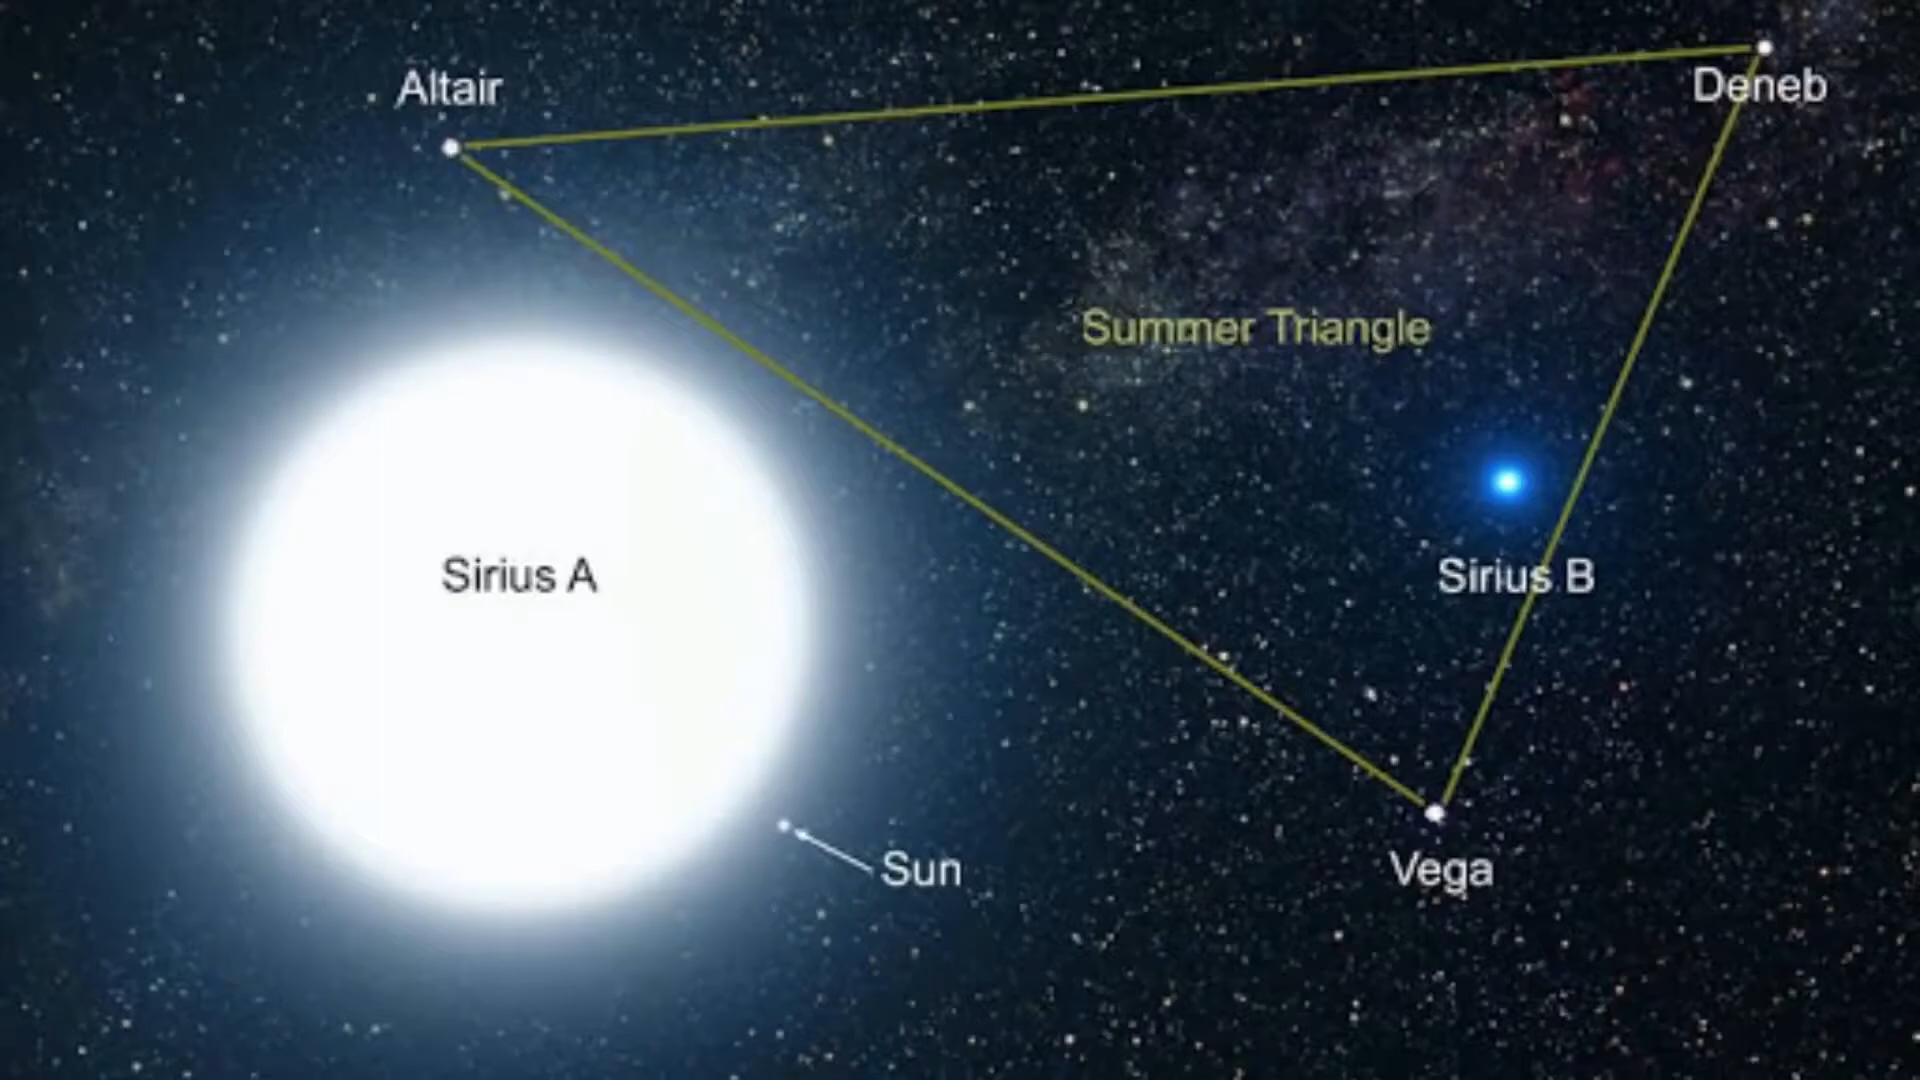 Altair
Deneb
Summer Triangle
Sirius A
Sirius B
Sun
Vega